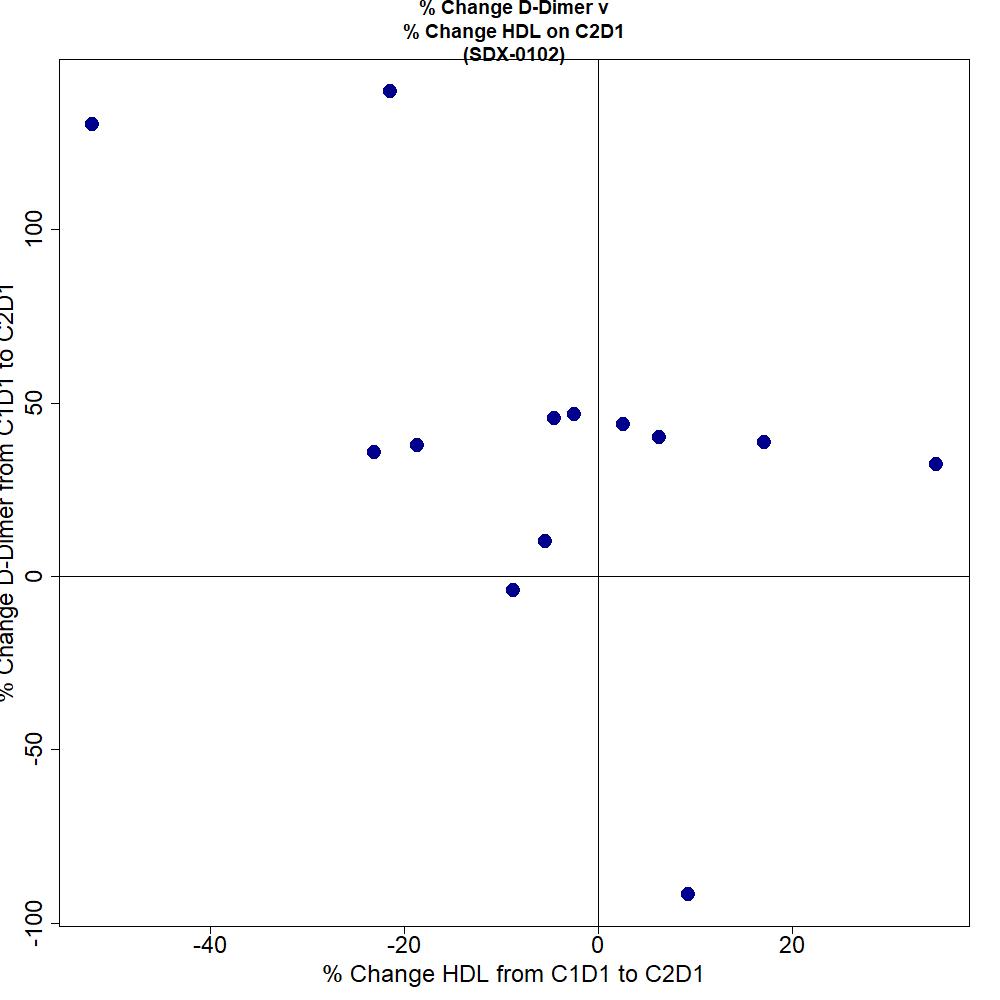 % Change D-Dimer v
% Change HDL on C2D1
(SDX-0102)
% Change D-Dimer from C1D1 to C2D1
100
50
0
-50
-100
-40
-20
0
20
% Change HDL from C1D1 to C2D1